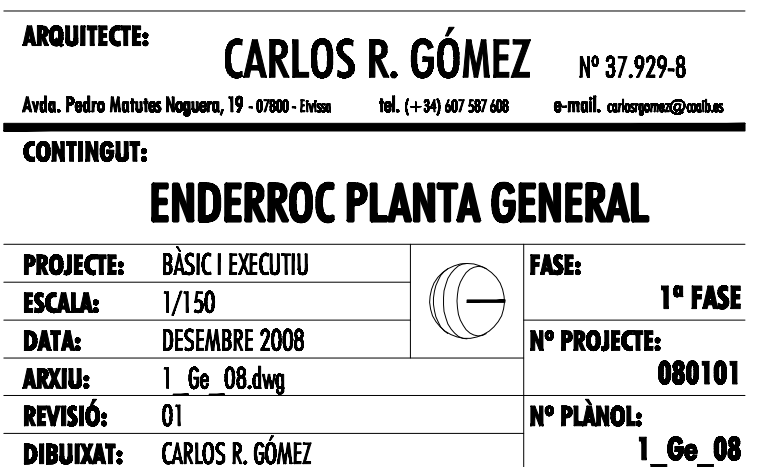 ARQUITECTE: CARLOS R. GÓMEZ Nº 37.929-8
Avda. Pedro Matutes Noguera, 19 - 07800 - Eivissa tel. (+34) 607 587 608 e-mail. carlosrgomez@coaib.es
CONTINGUT:
ENDERROC PLANTA GENERAL
PROJECTE: BÀSIC I EXECUTIU
ESCALA: 1/150
DATA: DESEMBRE 2008
ARXIU: 1_Ge_08.dwg
REVISIÓ: 01
DIBUIXAT: CARLOS R. GÓMEZ
FASE:
1ª FASE
Nº PROJECTE:
080101
Nº PLÀNOL:
1_Ge_08